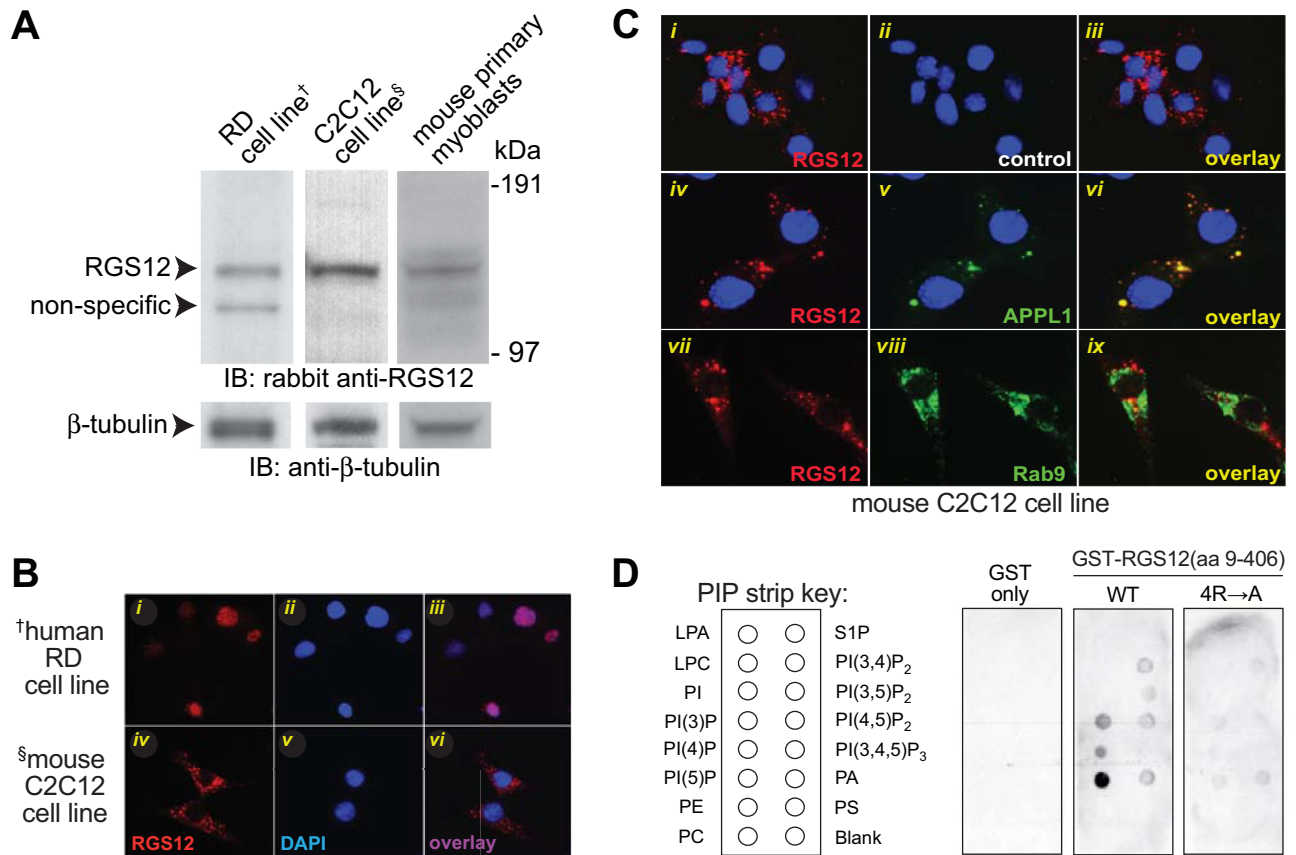 A
RD
cell line†
C2C12
cell line§
mouse primary
myoblasts
kDa
-191
RGS12
non-specific
- 97
IB: rabbit anti-RGS12
β-tubulin
IB: anti-β-tubulin
B
†human
RD
cell line
i
ii
iii
§mouse
C2C12
cell line
iv
v
vi
RGS12
DAPI
overlay
C
i
ii
iii
RGS12
control
overlay
iv
v
vi
RGS12
APPL1
overlay
vii
viii
ix
RGS12
Rab9
overlay
mouse C2C12 cell line
D
PIP strip key:
LPA
S1P
LPC
PI(3,4)P2
PI
PI(3,5)P2
PI(3)P
PI(4,5)P2
PI(4)P
PI(3,4,5)P3
PI(5)P
PA
PE
PS
PC
Blank
GST
only
GST-RGS12(aa 9-406)
WT
4R→A